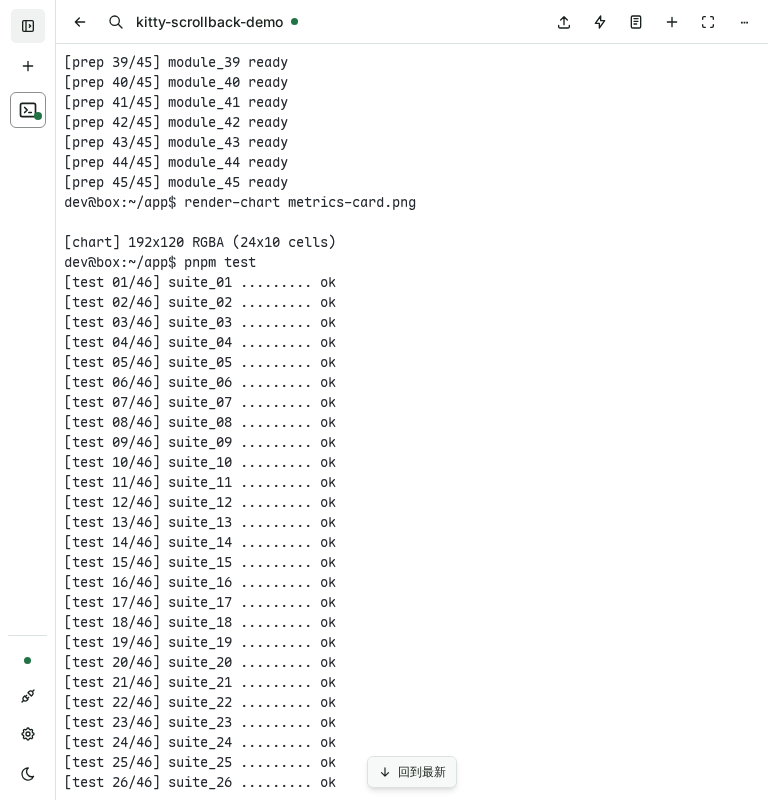 kitty-scrollback-demo
[prep 39/45] module_39 ready
[prep 40/45] module_40 ready
[prep 41/45] module_41 ready
[prep 42/45] module_42 ready
[prep 43/45] module_43 ready
[prep 44/45] module_44 ready
[prep 45/45] module_45 ready
dev@box:~/app$ render-chart metrics-card.png
[chart] 192x120 RGBA (24x10 cells)
dev@box:~/app$ pnpm test
[test 01/46] suite_01 ......... ok
[test 02/46] suite_02 ......... ok
[test 03/46] suite_03 ......... ok
[test 04/46] suite_04 ......... ok
[test 05/46] suite_05 ......... ok
[test 06/46] suite_06 ......... ok
[test 07/46] suite_07 ......... ok
[test 08/46] suite_08 ......... ok
[test 09/46] suite_09 ......... ok
[test 10/46] suite_10 ......... ok
[test 11/46] suite_11 ......... ok
[test 12/46] suite_12 ......... ok
[test 13/46] suite_13 ......... ok
[test 14/46] suite_14 ......... ok
[test 15/46] suite_15 ......... ok
[test 16/46] suite_16 ......... ok
[test 17/46] suite_17 ......... ok
[test 18/46] suite_18 ......... ok
[test 19/46] suite_19 ......... ok
[test 20/46] suite_20 ......... ok
[test 21/46] suite_21 ......... ok
[test 22/46] suite_22 ......... ok
[test 23/46] suite_23 ......... ok
[test 24/46] suite_24 ......... ok
[test 25/46] suite_25 ......... ok
[test 26/46] suite_26 ......... ok
回到最新